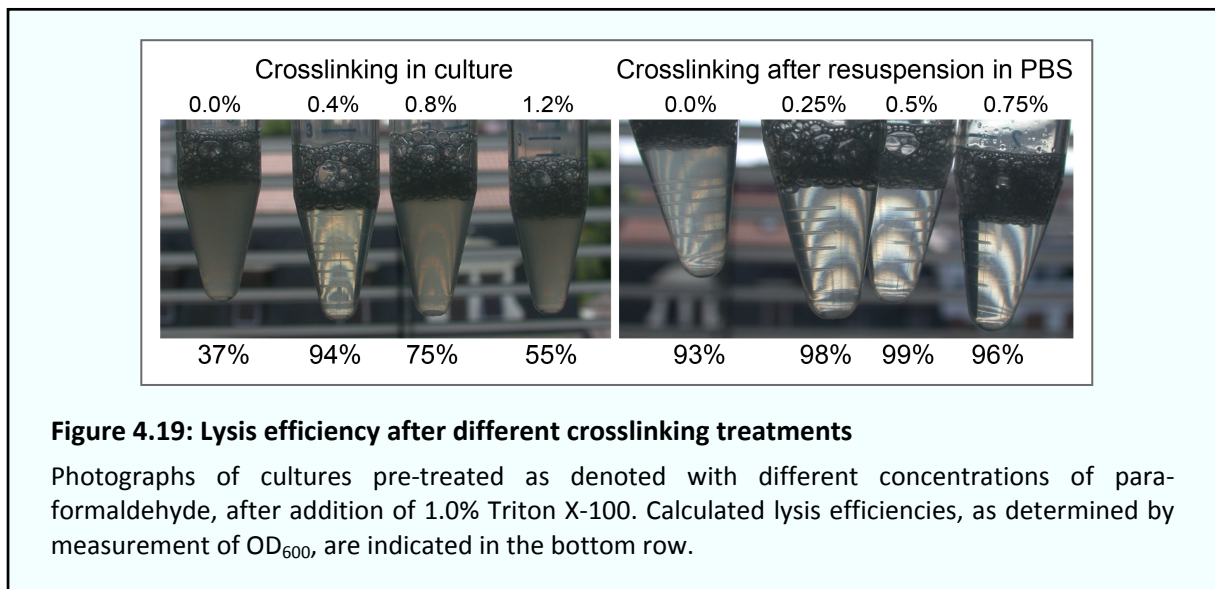 Crosslinking in culture
Crosslinking after resuspension in PBS
0.0% 0.4% 0.8% 1.2% 0.0% 0.25% 0.5% 0.75%
37% 94% 75% 55% 93% 98% 99% 96%
Figure 4.19: Lysis efficiency after different crosslinking treatments
Photographs of cultures pre-treated as denoted with different concentrations of para-
formaldehyde, after addition of 1.0% Triton X-100. Calculated lysis efficiencies, as determined by
measurement of OD600, are indicated in the bottom row.